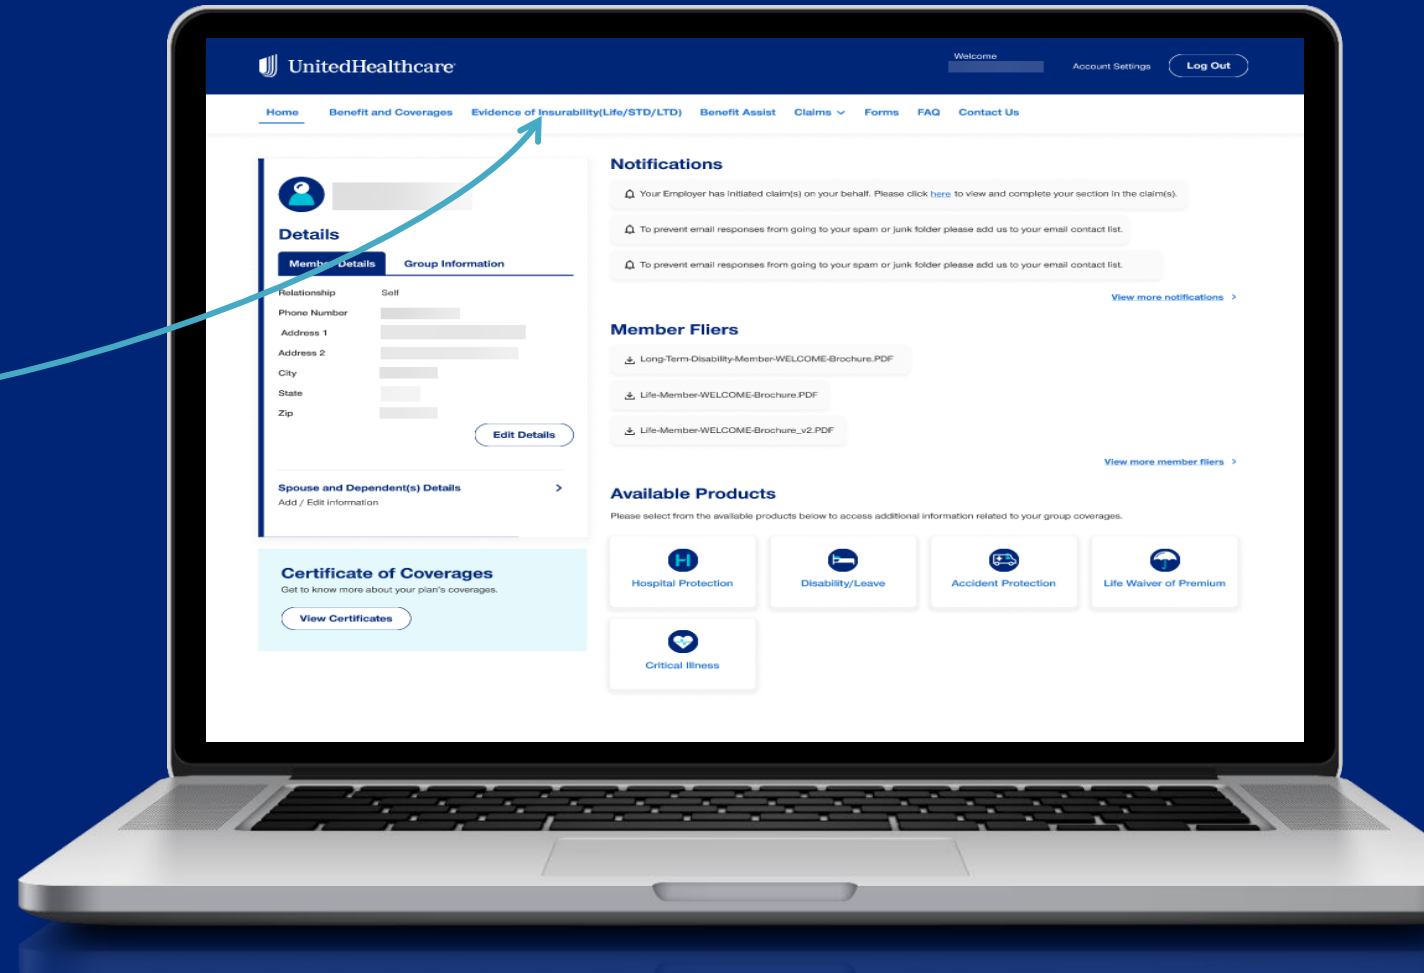 UnitedHealthcare
Welcome
Account Settings
Log Out
Home Benefit and Coverages Evidence of Insurability(Life/STD/LTD) Benefit Assist Claims Forms FAQ Contact Us
Details
Member Details Group Information
Relationship Self
Phone Number
Address 1
Address 2
City
State
Zip
Edit Details
Spouse and Dependent(s) Details
Add / Edit information
Certificate of Coverages
Get to know more about your plan's coverages.
View Certificates
Notifications
Your Employer has initiated claim(s) on your behalf. Please click here to view and complete your section in the claim(s).
To prevent email responses from going to your spam or junk folder please add us to your email contact list.
To prevent email responses from going to your spam or junk folder please add us to your email contact list.
View more notifications
Member Fliers
Long-Term-Disability-Member-WELCOME-Brochure.PDF
Life-Member-WELCOME-Brochure.PDF
Life-Member-WELCOME-Brochure_v2.PDF
View more member fliers
Available Products
Please select from the available products below to access additional information related to your group coverages.
H
Hospital Protection
Disability/Leave
Accident Protection
Life Waiver of Premium
Critical Illness